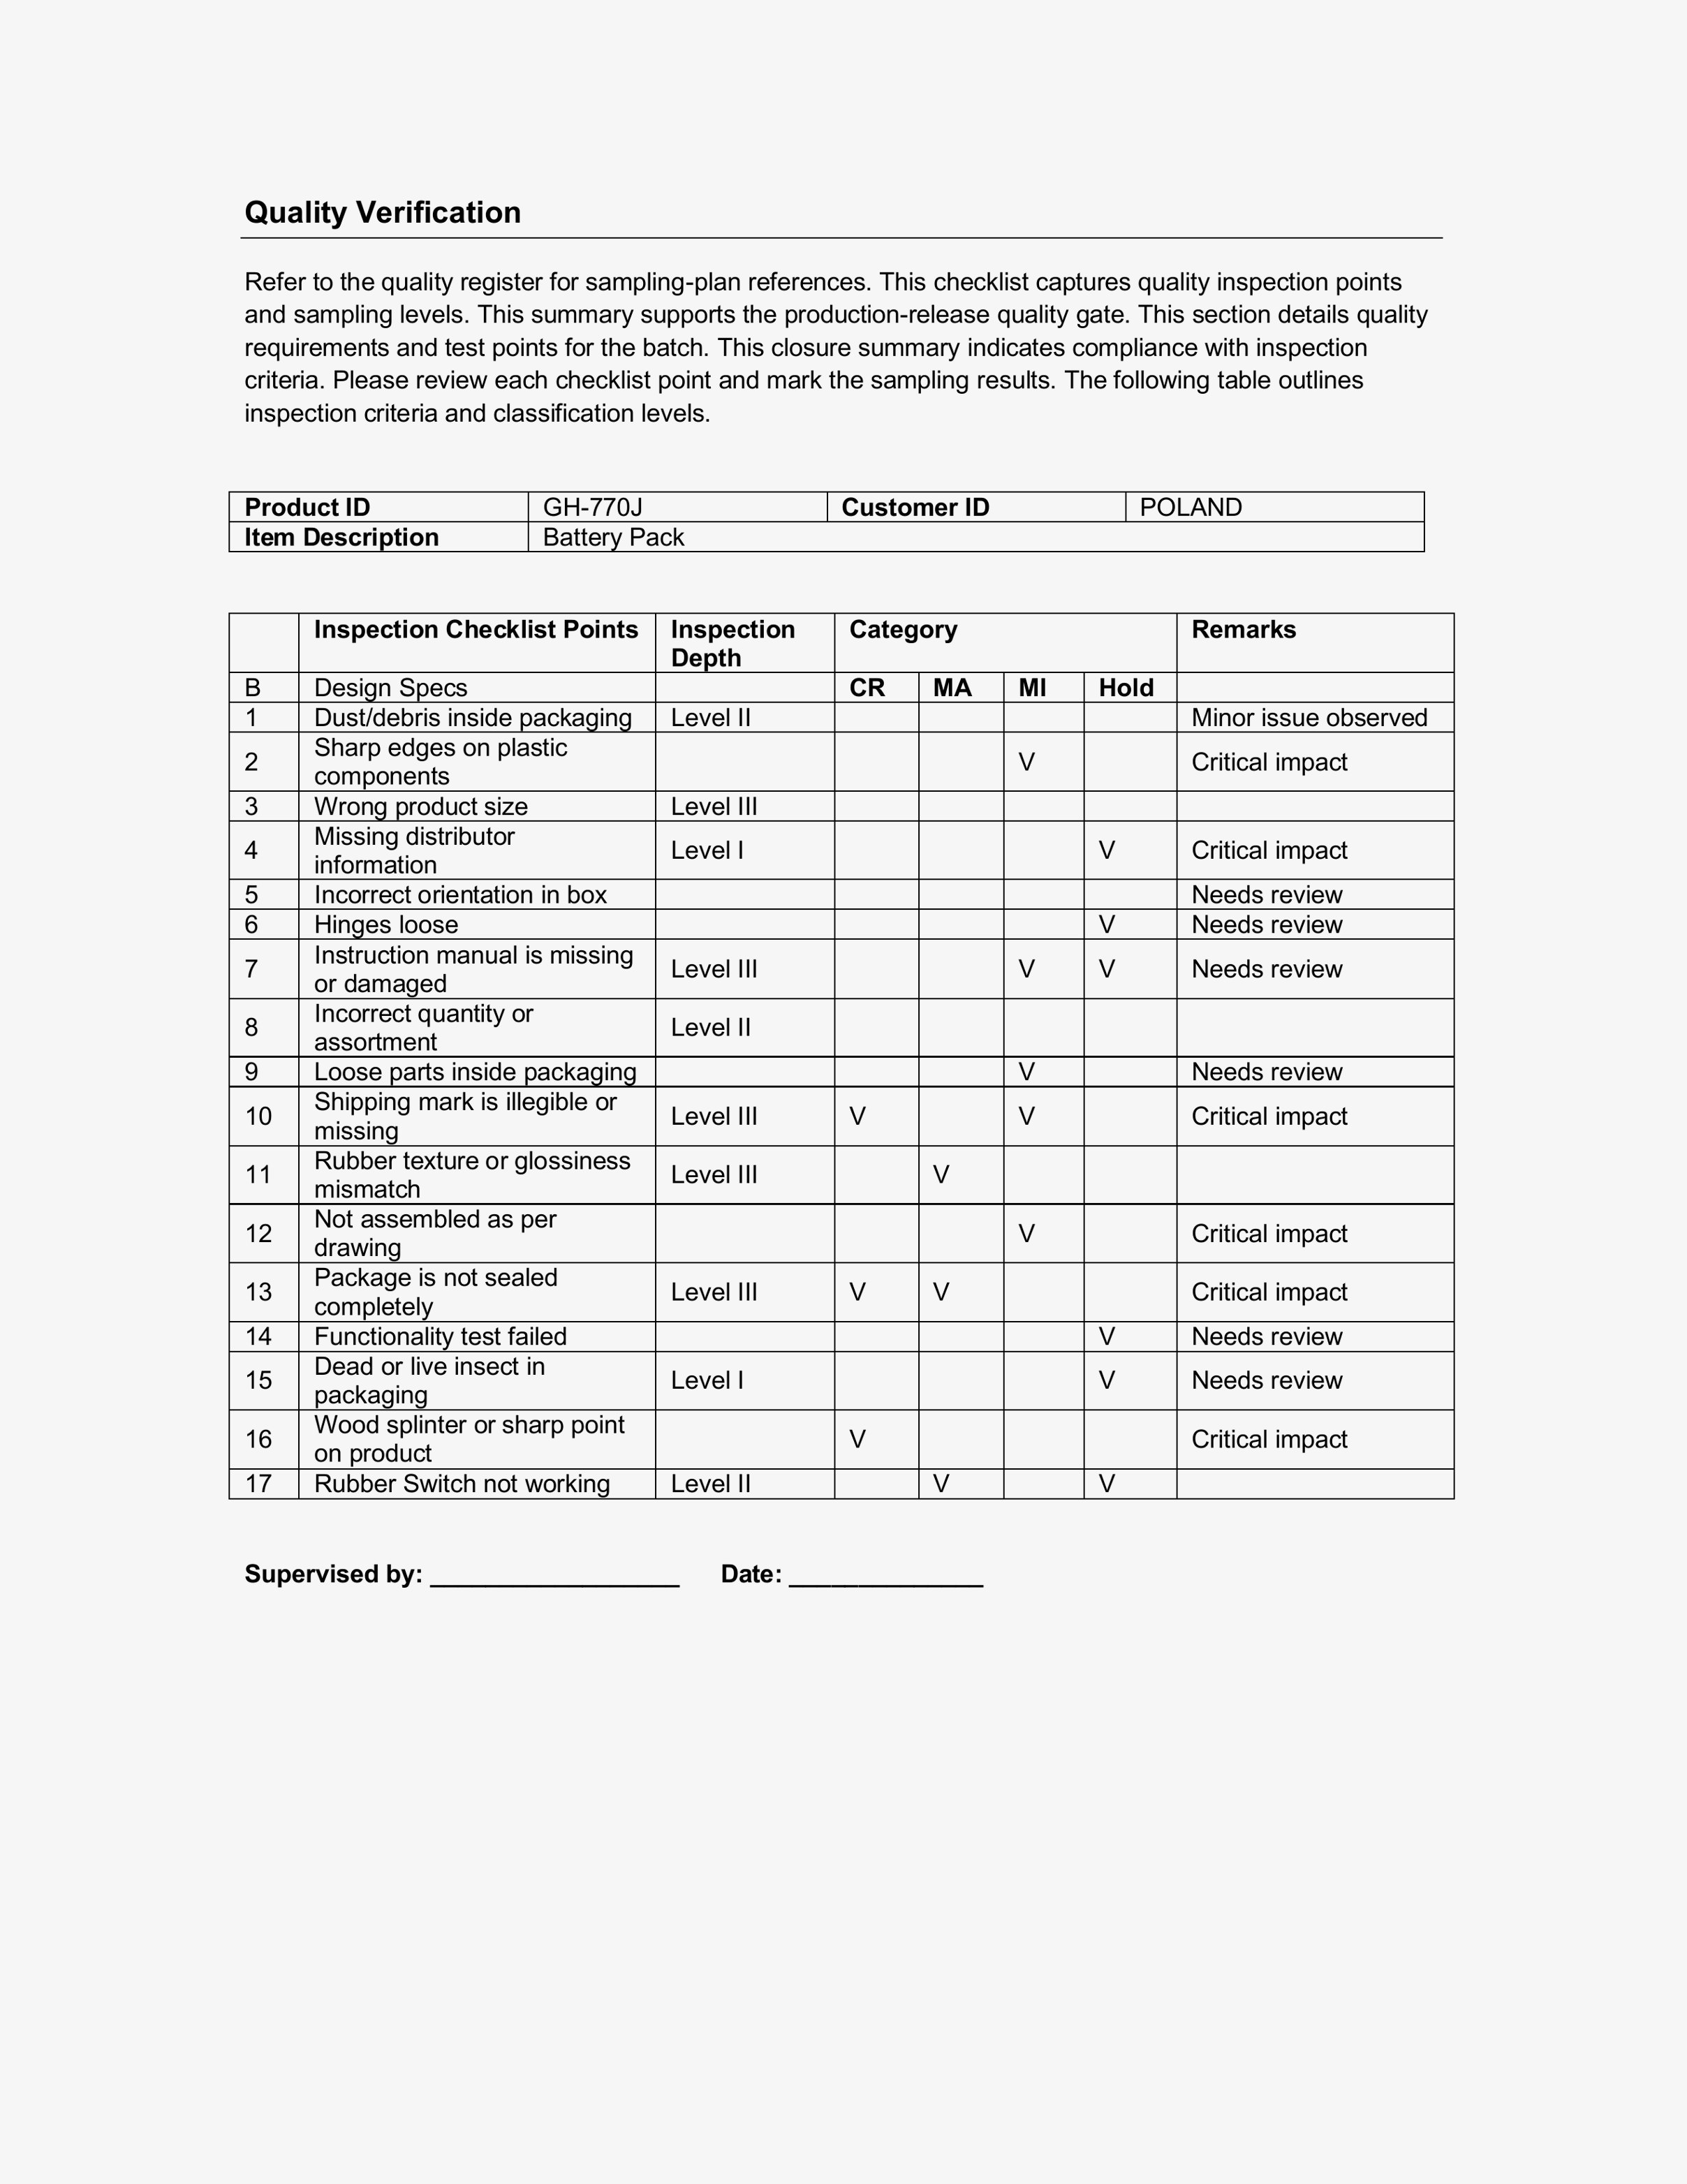 Quality Verification
Refer to the quality register for sampling-plan references. This checklist captures quality inspection points
and sampling levels. This summary supports the production-release quality gate. This section details quality
requirements and test points for the batch. This closure summary indicates compliance with inspection
criteria. Please review each checklist point and mark the sampling results. The following table outlines
inspection criteria and classification levels.
Product ID GH-770J Customer ID POLAND
Item Description Battery Pack
Inspection Checklist Points Inspection Depth Category Remarks
B Design Specs CR MA MI Hold
1 Dust/debris inside packaging Level II Minor issue observed
2 Sharp edges on plastic components V Critical impact
3 Wrong product size Level III
4 Missing distributor information Level I V Critical impact
5 Incorrect orientation in box Needs review
6 Hinges loose V Needs review
7 Instruction manual is missing or damaged Level III V V Needs review
8 Incorrect quantity or assortment Level II
9 Loose parts inside packaging V Needs review
10 Shipping mark is illegible or missing Level III V V Critical impact
11 Rubber texture or glossiness mismatch Level III V
12 Not assembled as per drawing V Critical impact
13 Package is not sealed completely Level III V V Critical impact
14 Functionality test failed V Needs review
15 Dead or live insect in packaging Level I V Needs review
16 Wood splinter or sharp point on product V Critical impact
17 Rubber Switch not working Level II V V
Supervised by: __________________ Date: ______________